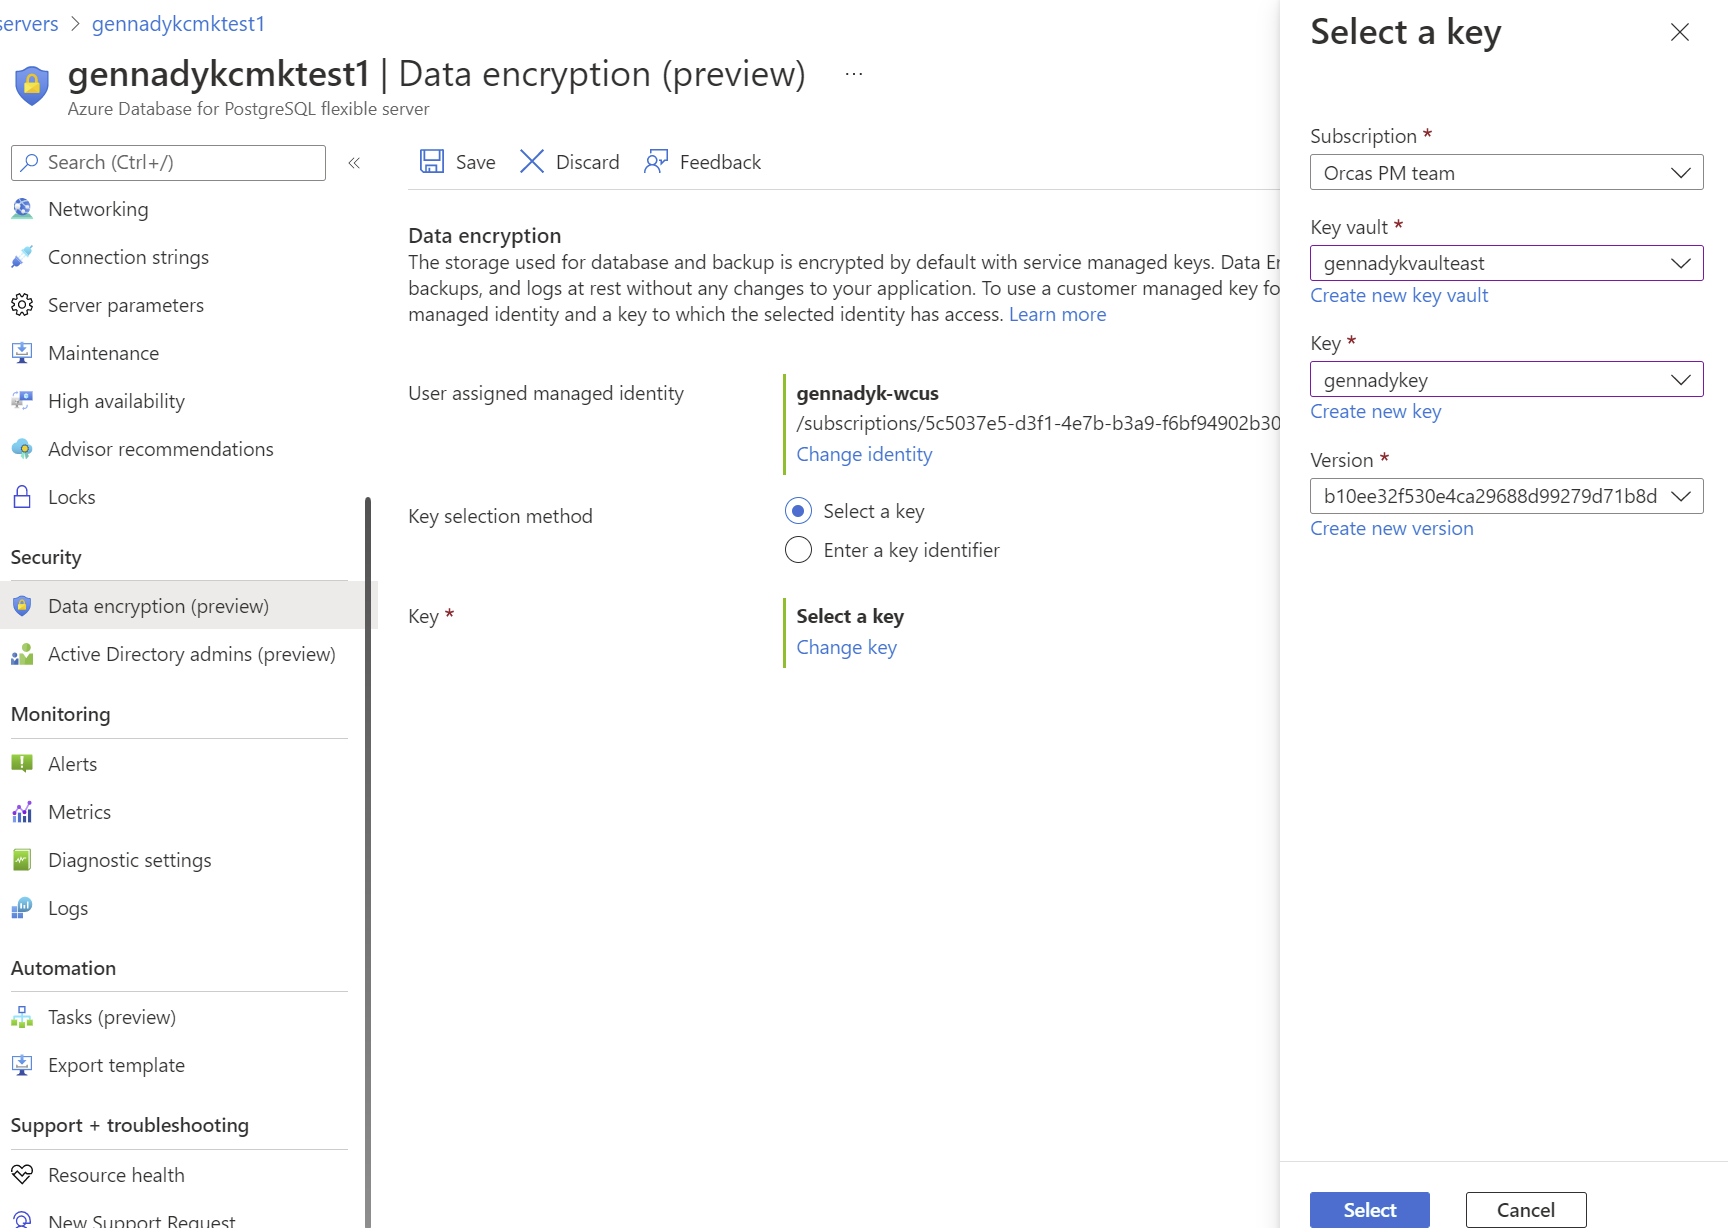 servers > gennadykcmktest1
gennadykcmktest1 | Data encryption (preview) ...
Azure Database for PostgreSQL flexible server
Search (Ctrl+/) «
Networking
Connection strings
Server parameters
Maintenance
High availability
Advisor recommendations
Locks
Security
Data encryption (preview)
Active Directory admins (preview)
Monitoring
Alerts
Metrics
Diagnostic settings
Logs
Automation
Tasks (preview)
Export template
Support + troubleshooting
Resource health
New Support Request
Save Discard Feedback
Data encryption
The storage used for database and backup is encrypted by default with service managed keys. Data En
backups, and logs at rest without any changes to your application. To use a customer managed key fo
managed identity and a key to which the selected identity has access. Learn more
User assigned managed identity
gennadyk-wcus
/subscriptions/5c5037e5-d3f1-4e7b-b3a9-f6bf94902b30
Change identity
Key selection method
Select a key
Enter a key identifier
Key *
Select a key
Change key
Select a key
Subscription *
Orcas PM team
Key vault *
gennadykvaulteast
Create new key vault
Key *
gennadykey
Create new key
Version *
b10ee32f530e4ca29688d99279d71b8d
Create new version
Select Cancel